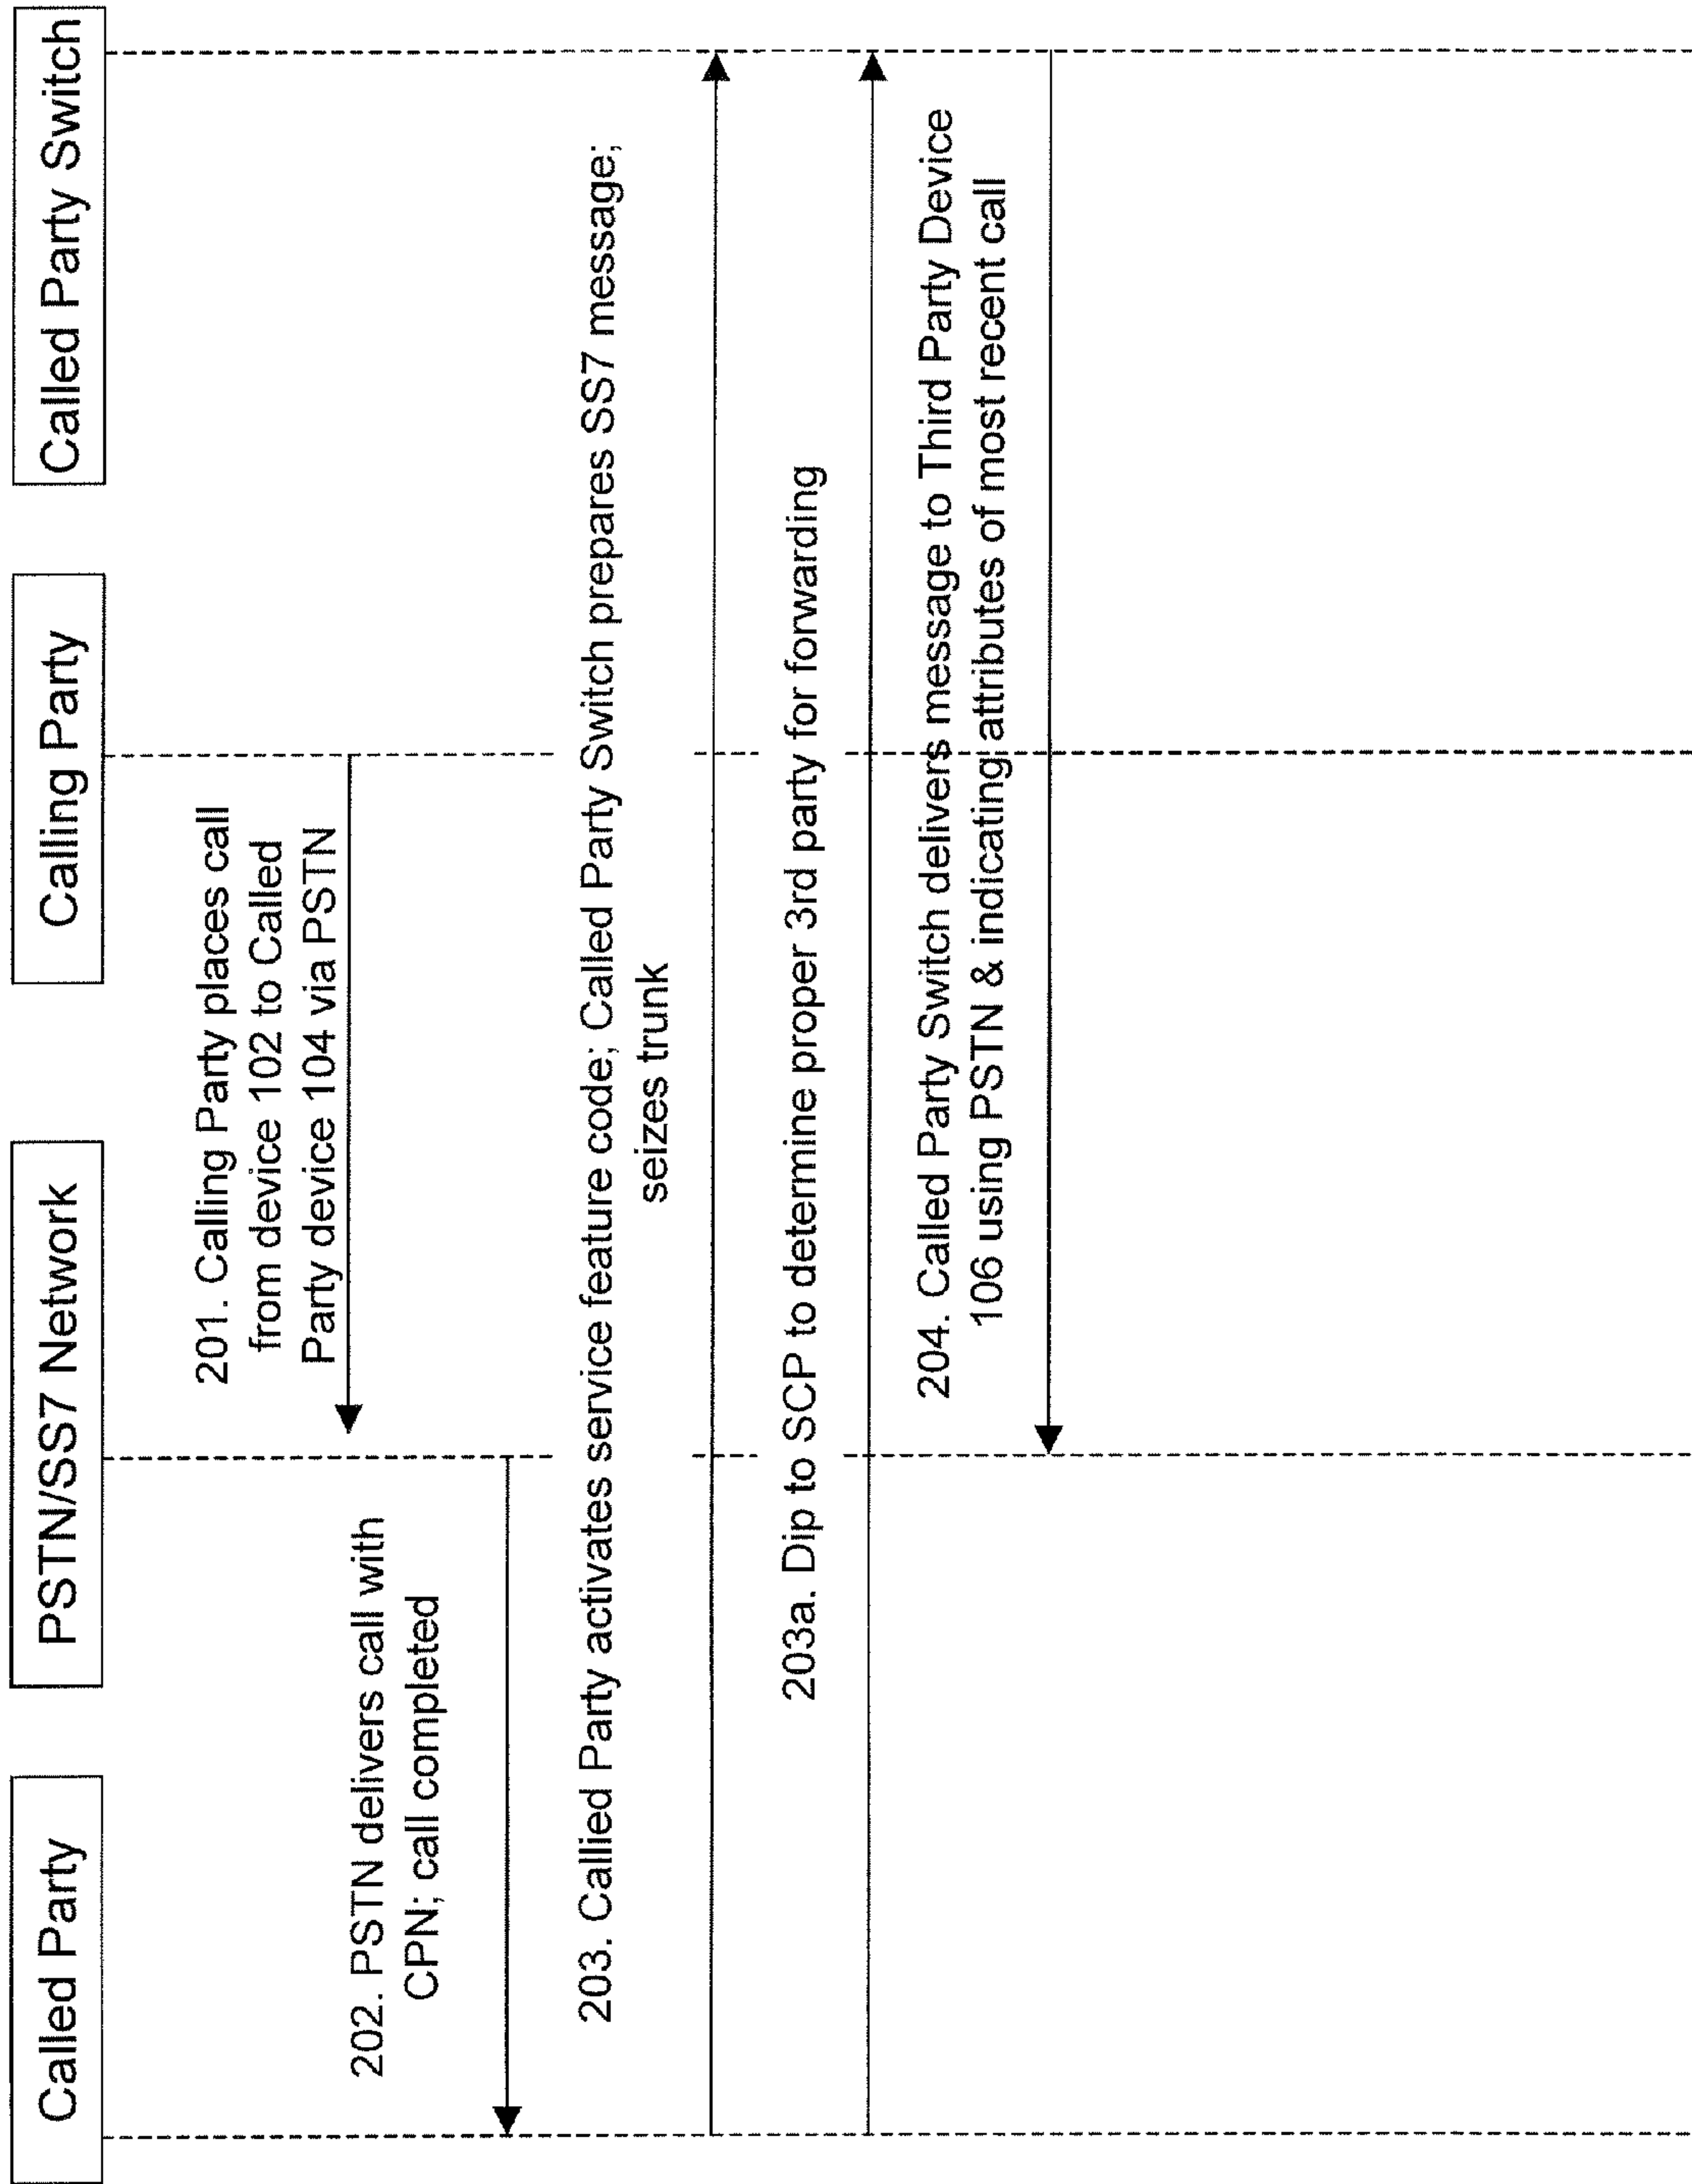 Called Party
PSTN/SS7 Network
Calling Party
Called Party Switch
201. Calling Party places call
from device 102 to Called
Party device 104 via PSTN
202. PSTN delivers call with
CPN; call completed
203. Callied Party activates service feature code; Called Party Switch prepares SS7 message;
seizes trunk
203a. Dip to SCP to determine proper 3rd party for forwarding
204. Called Party Switch delivers message to Third Party Device
106 using PSTN & indicating attributes of most recent call